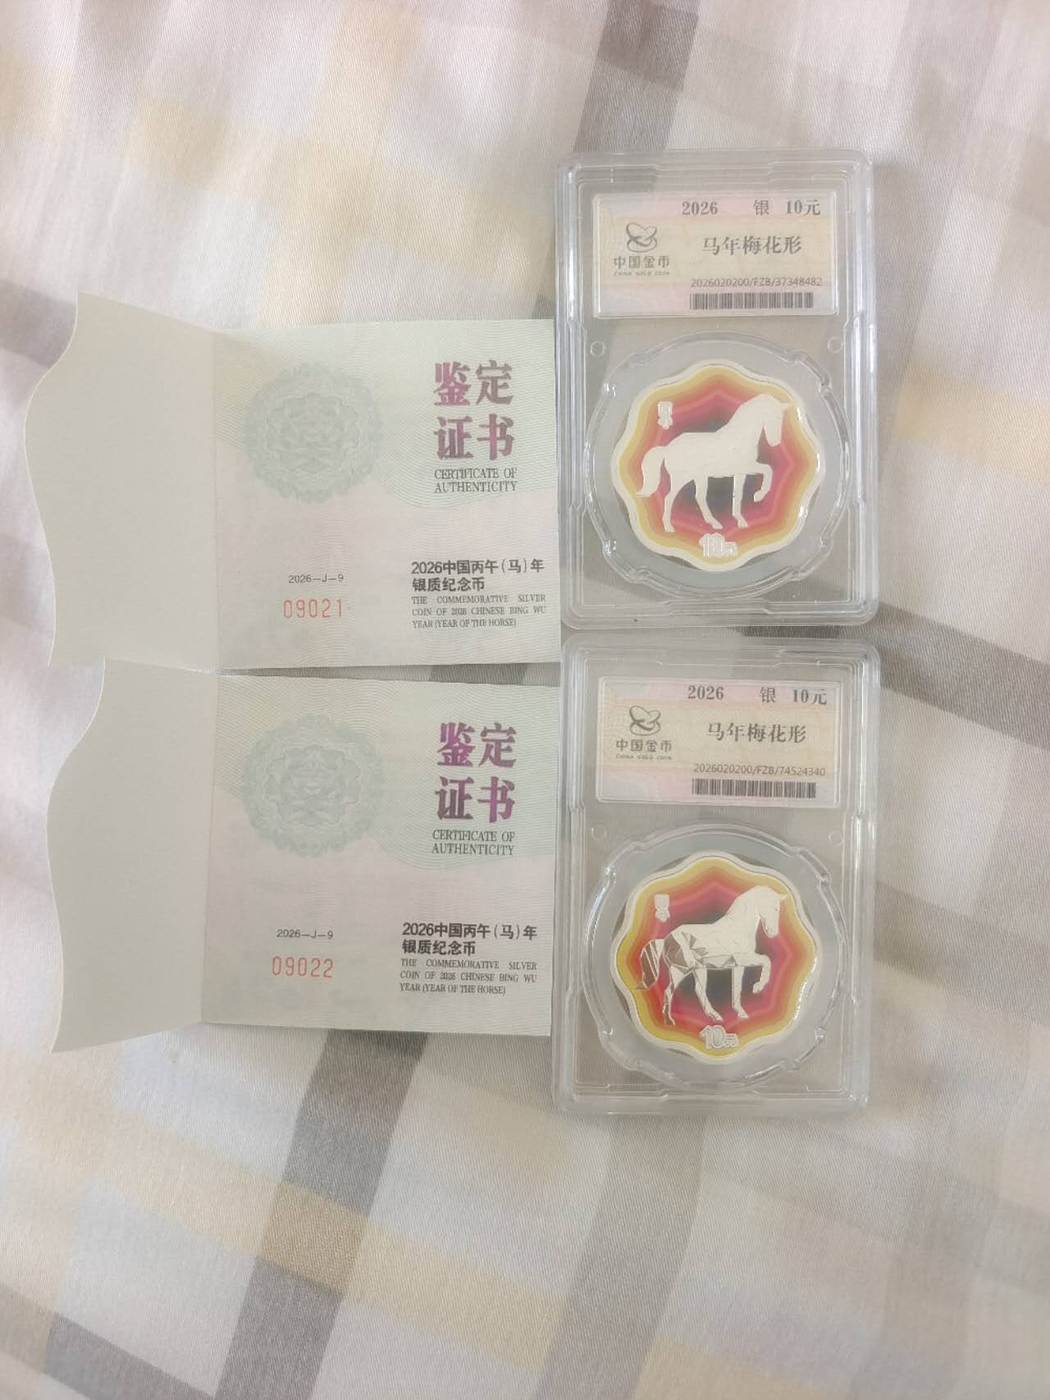 2026 银 10元
中国金币
CHINA GOLD COIN
马年梅花形
2026020200/FZB/37348482
10元
鉴定
证书
CERTIFICATE OF
AUTHENTICITY
2026中国丙午(马)年
银质纪念币
THE COMMEMORATIVE SILVER
COIN OF 2026 CHINESE BING WU
YEAR (YEAR OF THE HORSE)
2026-J-9
09021
2026 银 10元
中国金币
CHINA GOLD COIN
马年梅花形
2026020200/FZB/74524340
10元
鉴定
证书
CERTIFICATE OF
AUTHENTICITY
2026中国丙午(马)年
银质纪念币
THE COMMEMORATIVE SILVER
COIN OF 2026 CHINESE BING WU
YEAR (YEAR OF THE HORSE)
2026-J-9
09022